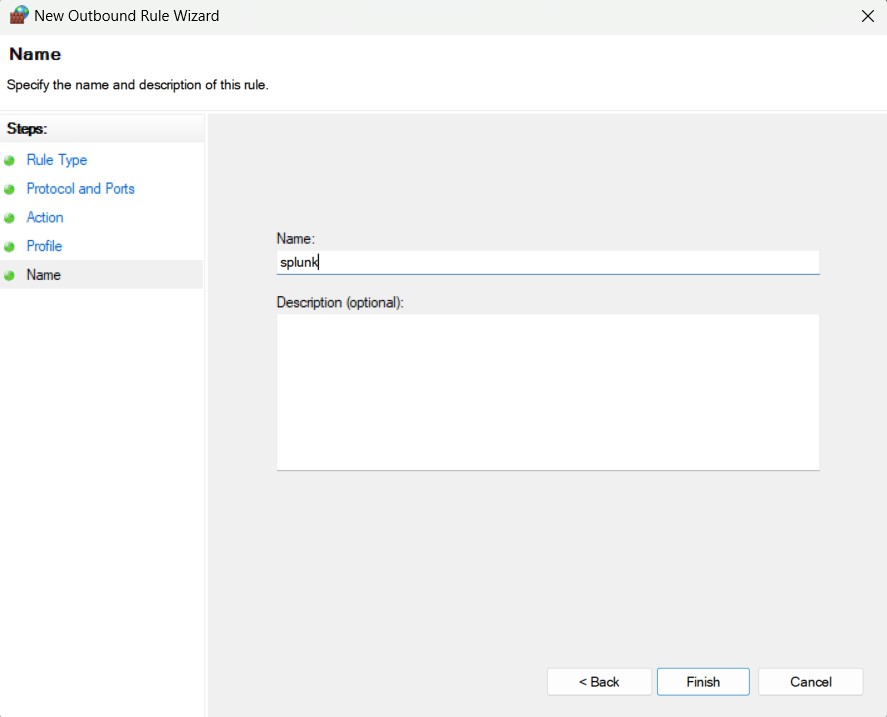 New Outbound Rule Wizard
Name
Specify the name and description of this rule.
Steps:
Rule Type
Protocol and Ports
Action
Profile
Name
Name:
splunk
Description (optional):
< Back
Finish
Cancel